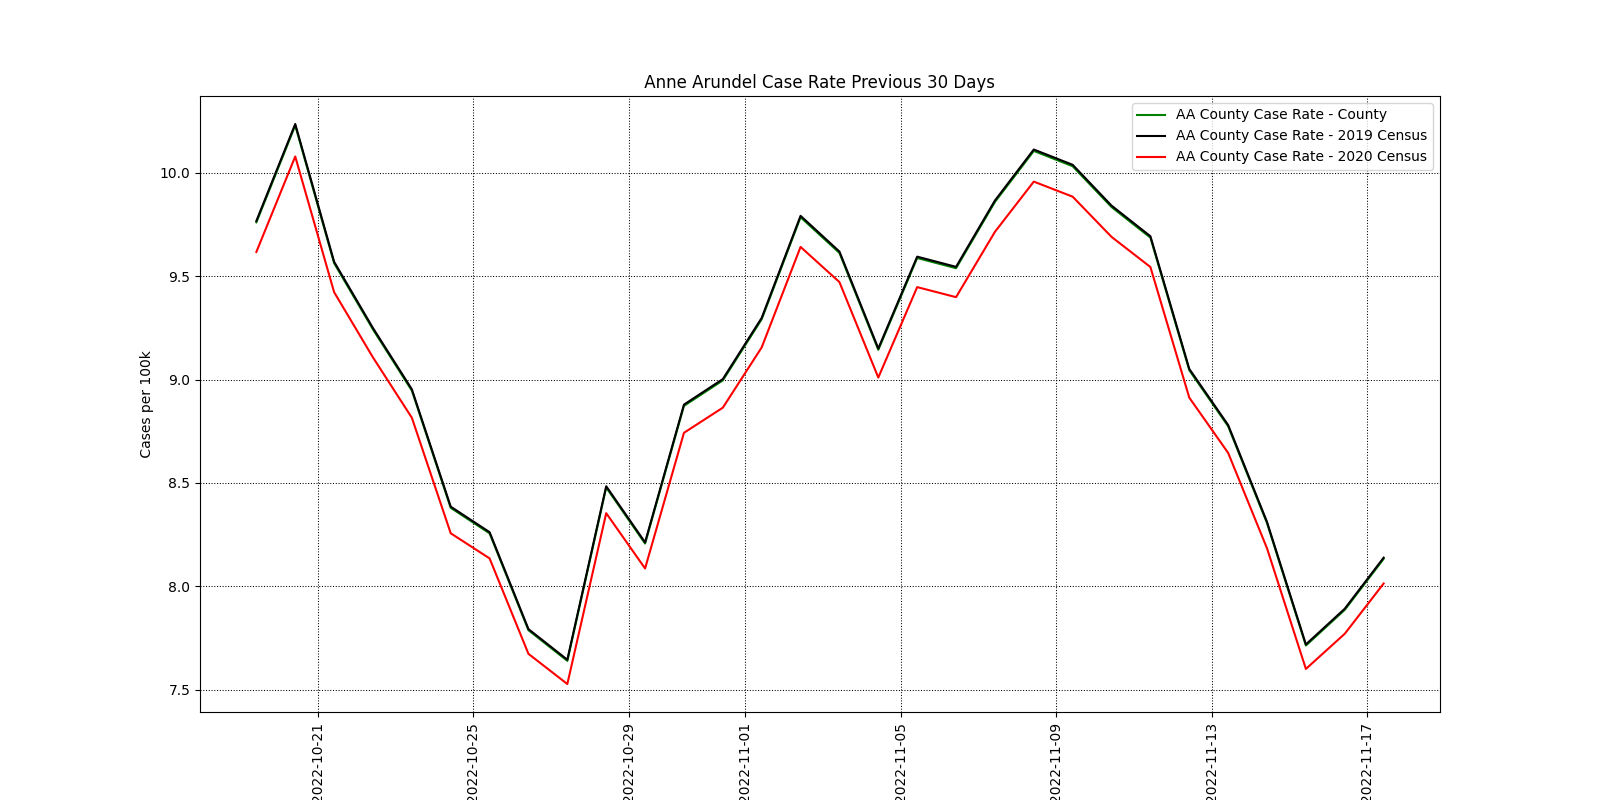 Anne Arundel Case Rate Previous 30 Days
AA County Case Rate - County
AA County Case Rate - 2019 Census
AA County Case Rate - 2020 Census
Cases per 100k
10.0
9.5
9.0
8.5
8.0
7.5
2022-10-21
2022-10-25
2022-10-29
2022-11-01
2022-11-05
2022-11-09
2022-11-13
2022-11-17